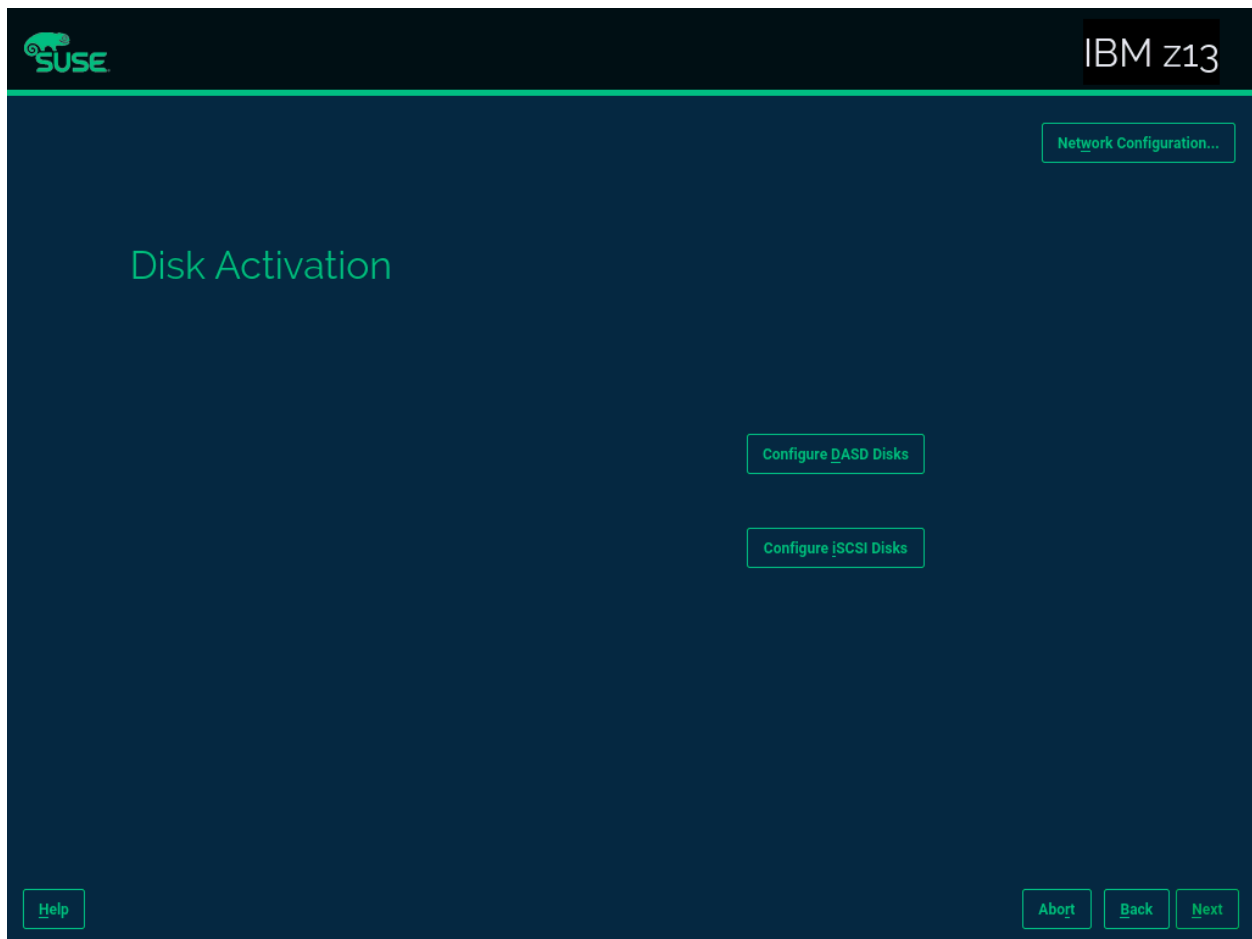 SUSE
IBM z13
Network Configuration...
Disk Activation
Configure DASD Disks
Configure iSCSI Disks
Help
Abort
Back
Next